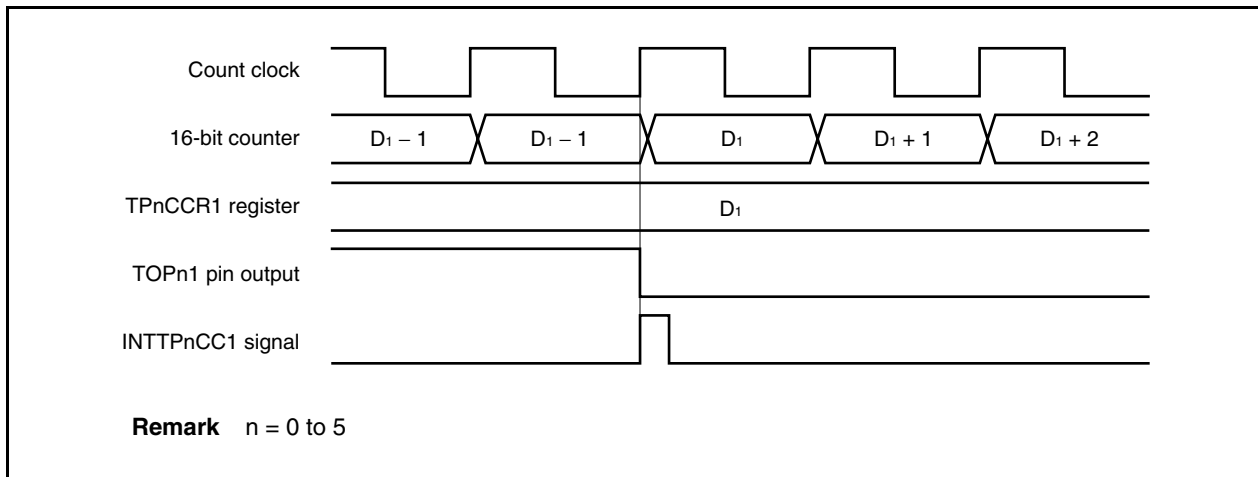 Count clock
16-bit counter D₁ − 1 D₁ − 1 D₁ D₁ + 1 D₁ + 2
TPnCCR1 register D₁
TOPn1 pin output
INTTPnCC1 signal
Remark n = 0 to 5